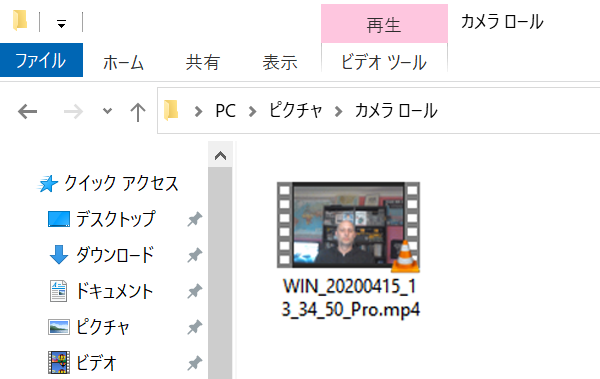 再生
カメラ ロール
ファイル
ホーム
共有
表示
ビデオ ツール
PC
ピクチャ
カメラ ロール
クイック アクセス
デスクトップ
ダウンロード
ドキュメント
ピクチャ
ビデオ
WIN_20200415_1
3_34_50_Pro.mp4